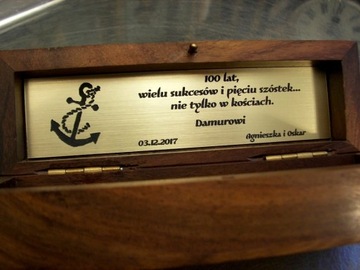 100 lat,
wielu sukcesów i pięciu szóstek...
nie tylko w kościach.
Damurowi
03.12.2017 Agnieszka i Oskar